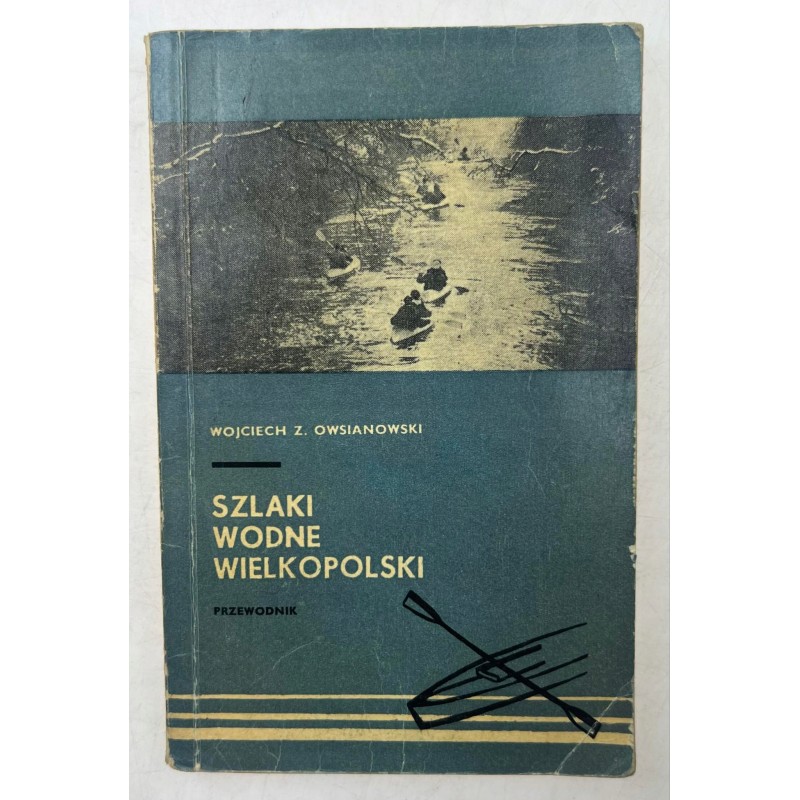 WOJCIECH Z. OWSIANOWSKI
SZLAKI
WODNE
WIELKOPOLSKI
PRZEWODNIK